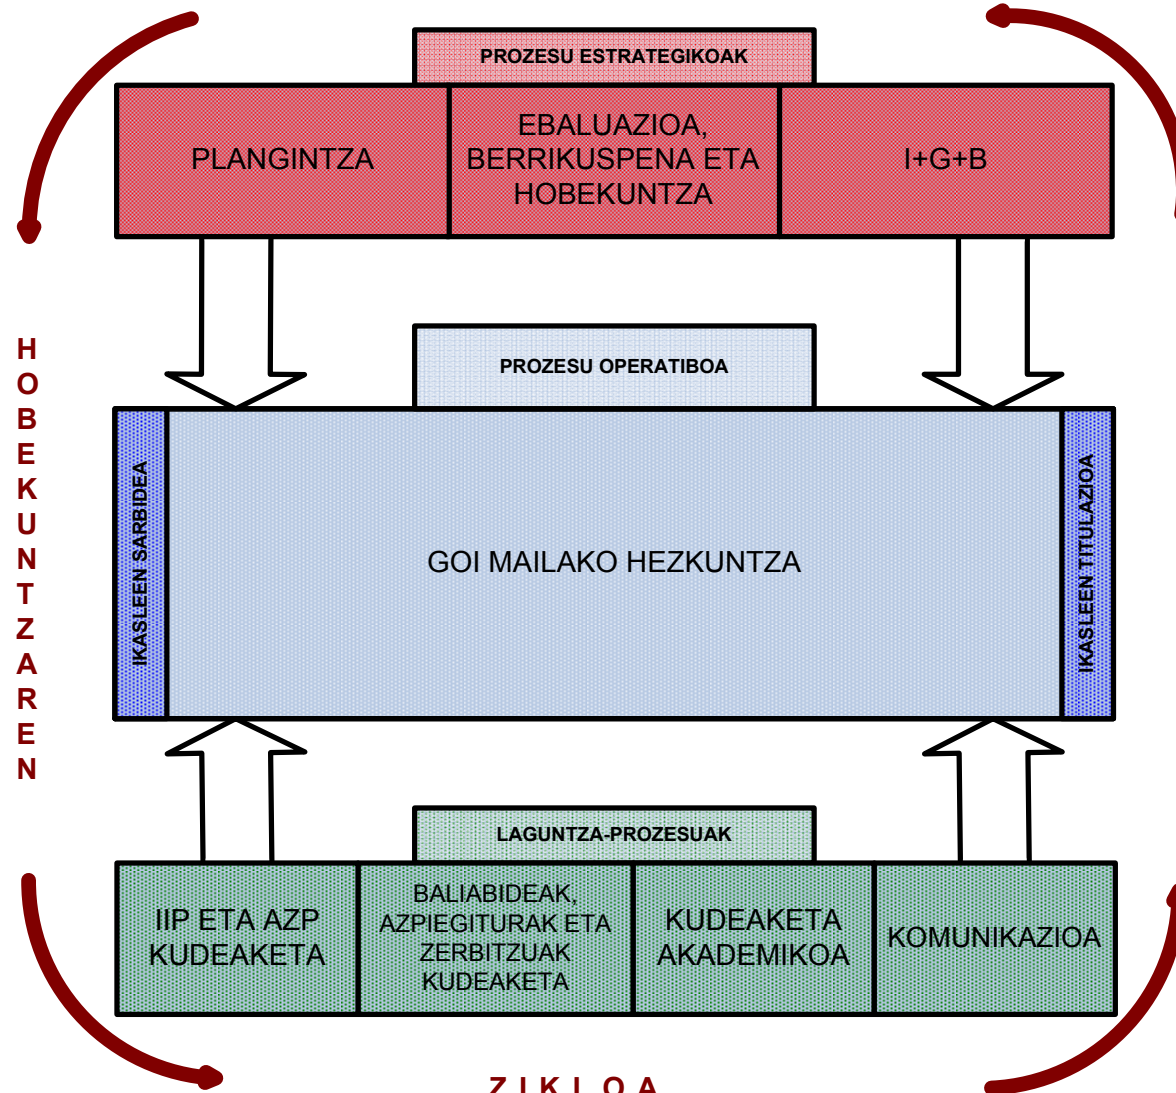 PROZESU ESTRATEGIKOAK
PLANGINTZA
EBALUAZIOA,
BERRIKUSPENA ETA
HOBEKUNTZA
I+G+B
PROZESU OPERATIBOA
HOBEKUNTZAREN
IKASLEEN SARBIDEA
GOI MAILAKO HEZKUNTZA
IKASLEEN TITULAZIOA
LAGUNTZA-PROZESUAK
IIP ETA AZP
KUDEAKETA
BALIABIDEAK,
AZPIEGITURAK ETA
ZERBITZUAK
KUDEAKETA
KUDEAKETA
AKADEMIKOA
KOMUNIKAZIOA
ZIKLOA